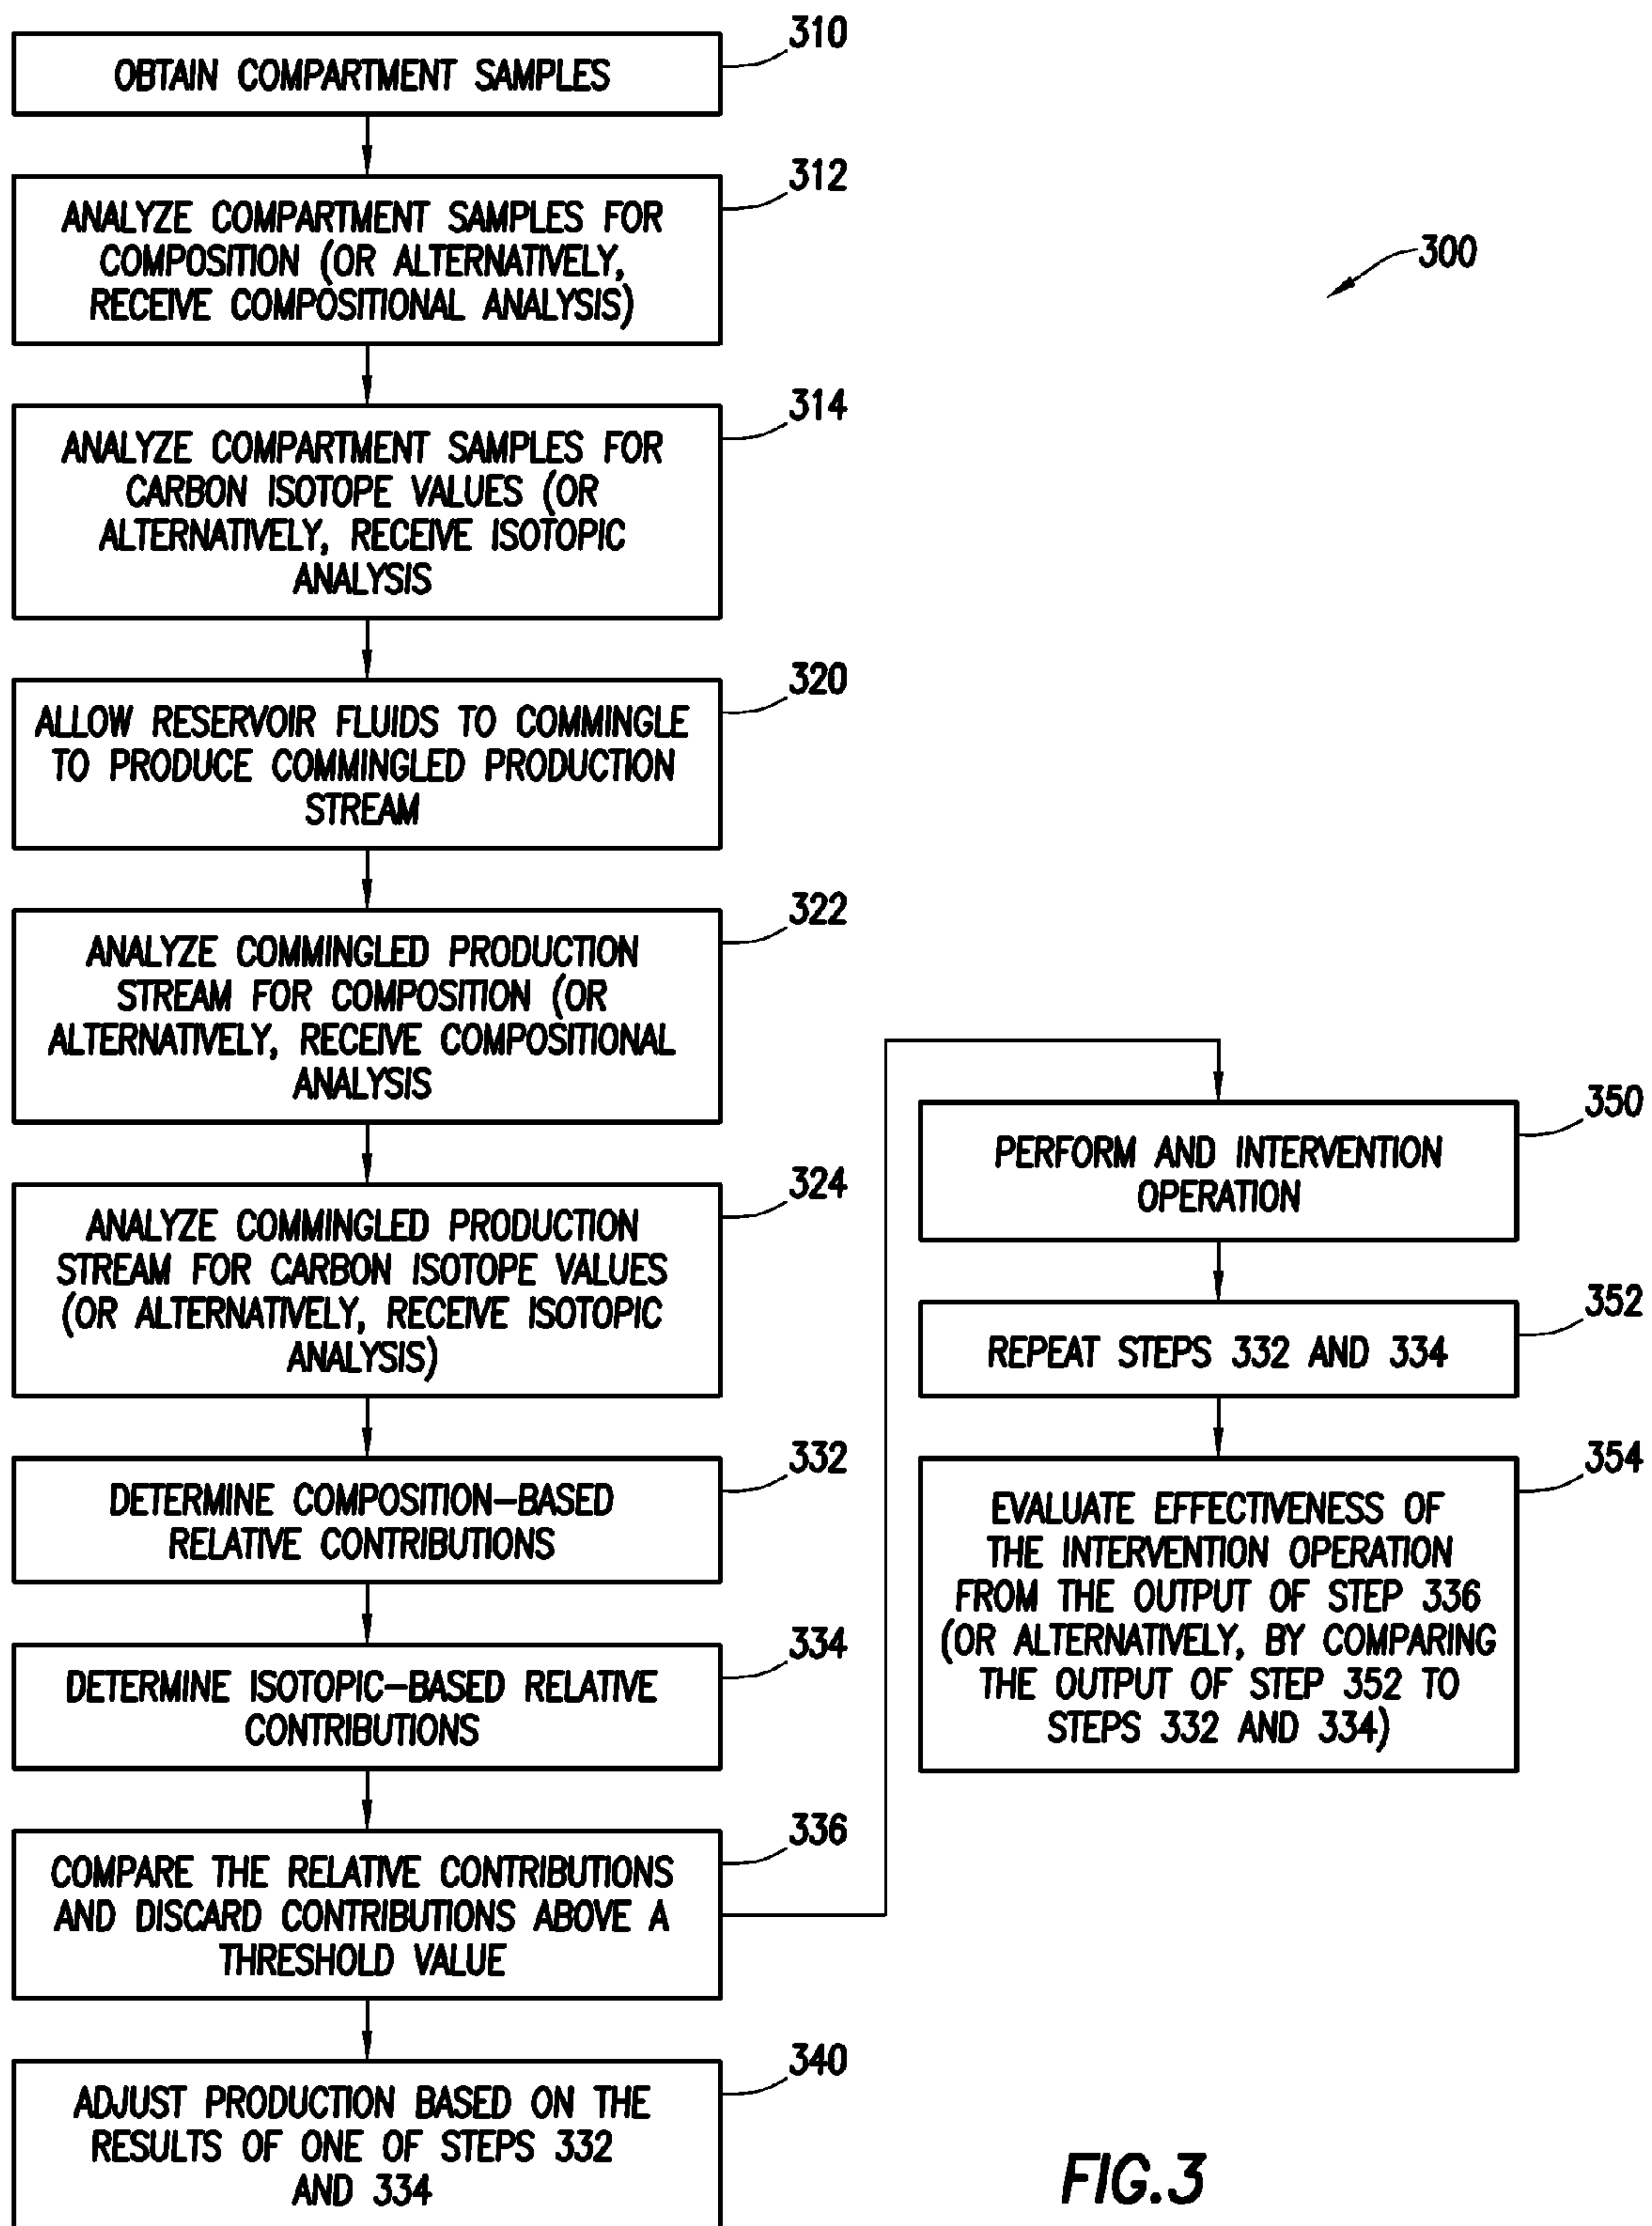 310
OBTAIN COMPARTMENT SAMPLES
312
ANALYZE COMPARTMENT SAMPLES FOR
COMPOSITION (OR ALTERNATIVELY,
RECEIVE COMPOSITIONAL ANALYSIS)
300
314
ANALYZE COMPARTMENT SAMPLES FOR
CARBON ISOTOPE VALUES (OR
ALTERNATIVELY, RECEIVE ISOTOPIC
ANALYSIS
320
ALLOW RESERVOIR FLUIDS TO COMMINGLE
TO PRODUCE COMMINGLED PRODUCTION
STREAM
322
ANALYZE COMMINGLED PRODUCTION
STREAM FOR COMPOSITION (OR
ALTERNATIVELY, RECEIVE COMPOSITIONAL
ANALYSIS
324
ANALYZE COMMINGLED PRODUCTION
STREAM FOR CARBON ISOTOPE VALUES
(OR ALTERNATIVELY, RECEIVE ISOTOPIC
ANALYSIS)
332
DETERMINE COMPOSITION-BASED
RELATIVE CONTRIBUTIONS
334
DETERMINE ISOTOPIC-BASED RELATIVE
CONTRIBUTIONS
336
COMPARE THE RELATIVE CONTRIBUTIONS
AND DISCARD CONTRIBUTIONS ABOVE A
THRESHOLD VALUE
340
ADJUST PRODUCTION BASED ON THE
RESULTS OF ONE OF STEPS 332
AND 334
350
PERFORM AND INTERVENTION
OPERATION
352
REPEAT STEPS 332 AND 334
354
EVALUATE EFFECTIVENESS OF
THE INTERVENTION OPERATION
FROM THE OUTPUT OF STEP 336
(OR ALTERNATIVELY, BY COMPARING
THE OUTPUT OF STEP 352 TO
STEPS 332 AND 334)
FIG.3